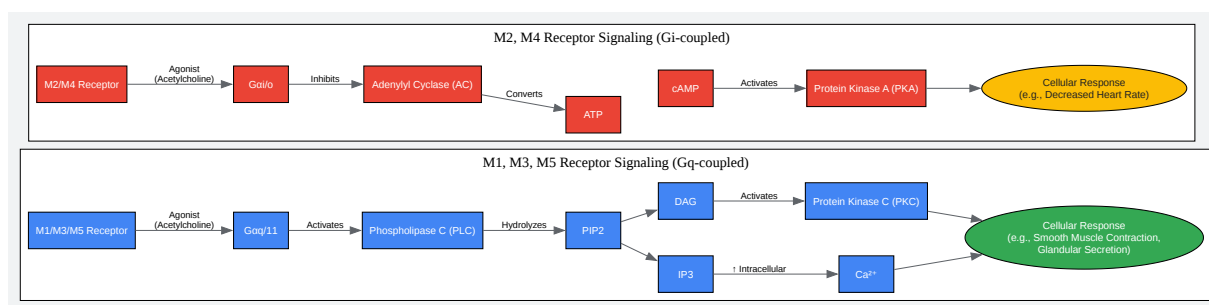 M2, M4 Receptor Signaling (Gi-coupled)
M2/M4 Receptor
Agonist
(Acetylcholine)
Gαi/o
Inhibits
Adenylyl Cyclase (AC)
Converts
ATP
cAMP
Activates
Protein Kinase A (PKA)
Cellular Response
(e.g., Decreased Heart Rate)
M1, M3, M5 Receptor Signaling (Gq-coupled)
M1/M3/M5 Receptor
Agonist
(Acetylcholine)
Gαq/11
Activates
Phospholipase C (PLC)
Hydrolyzes
PIP2
DAG
Activates
Protein Kinase C (PKC)
IP3
↑ Intracellular
Ca²⁺
Cellular Response
(e.g., Smooth Muscle Contraction,
Glandular Secretion)